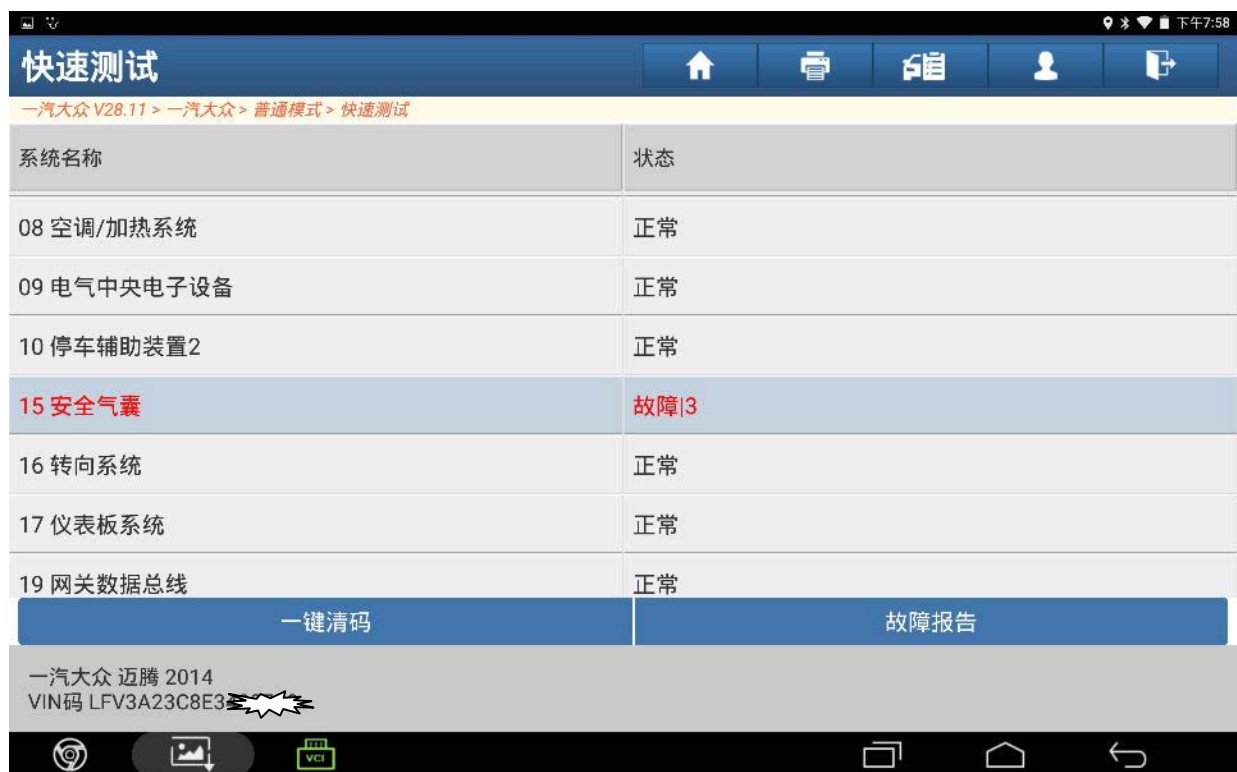 下午7:58
快速测试
一汽大众 V28.11 > 一汽大众 > 普通模式 > 快速测试
系统名称 状态
08 空调/加热系统 正常
09 电气中央电子设备 正常
10 停车辅助装置2 正常
15 安全气囊 故障|3
16 转向系统 正常
17 仪表板系统 正常
19 网关数据总线 正常
一键清码 故障报告
一汽大众 迈腾 2014
VIN码 LFV3A23C8E3
VCI